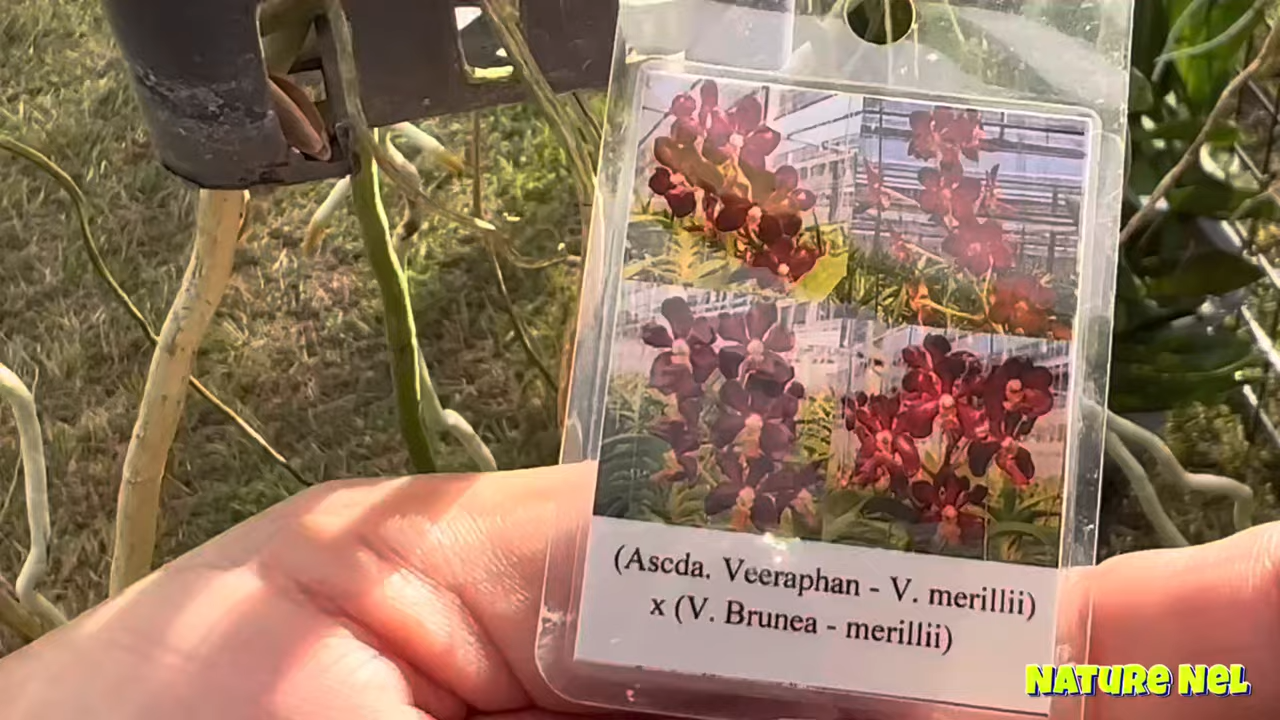 (Ascda. Veeraphan - V. merillii)
x (V. Brunea - merillii)
NATURE NEL